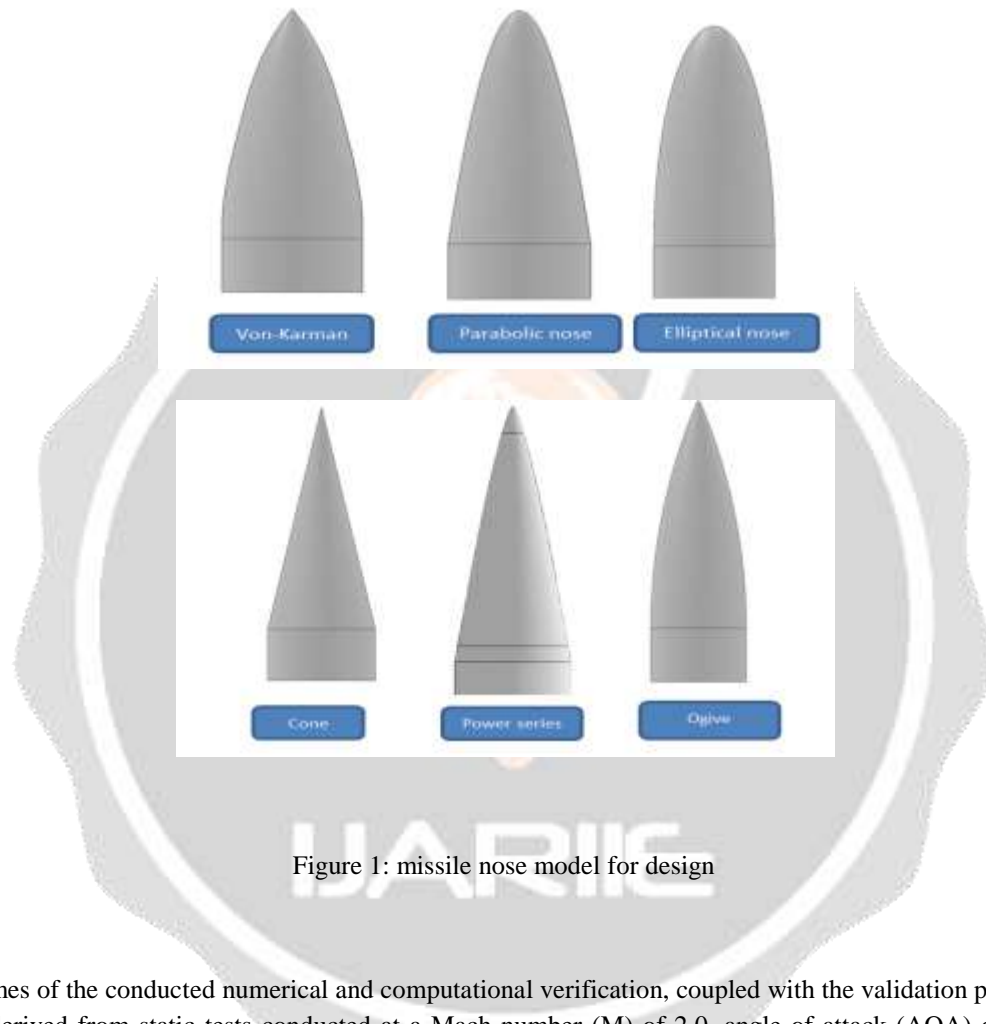 Von-Karman
Parabolic nose
Elliptical nose
Cone
Power series
Ogive
IJARIIE
Figure 1: missile nose model for design
nes of the conducted numerical and computational verification, coupled with the validation p
erived from static tests conducted at a Mach number (M) of 2.0, angle of attack (AOA)